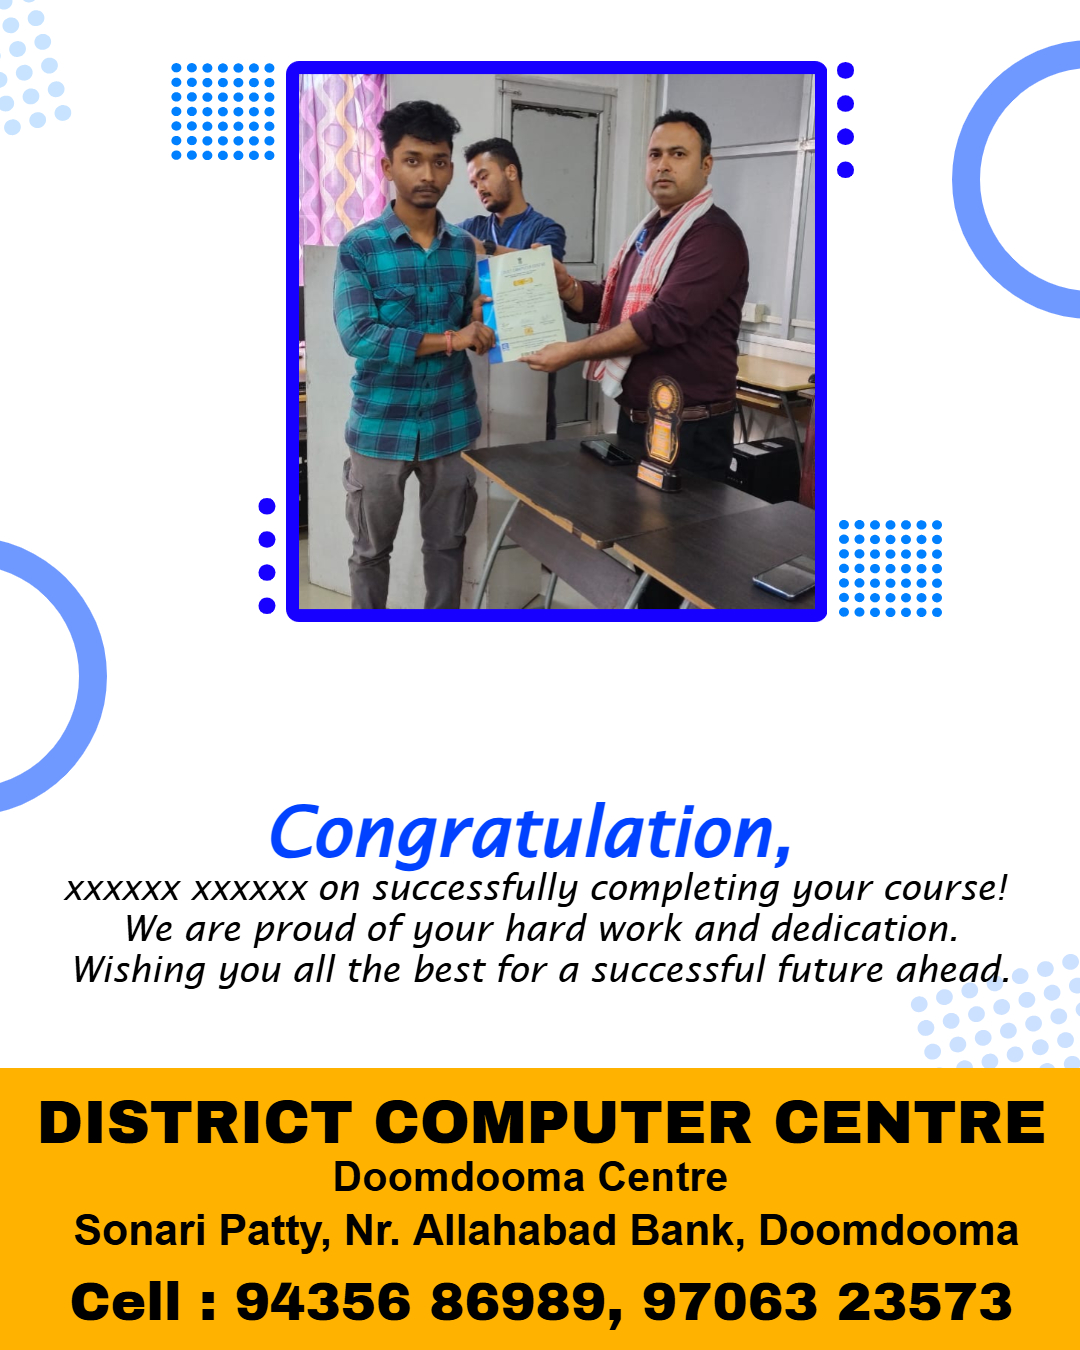 Congratulation,
xxxxxx xxxxxx on successfully completing your course!
We are proud of your hard work and dedication.
Wishing you all the best for a successful future ahead.
DISTRICT COMPUTER CENTRE
Doomdooma Centre
Sonari Patty, Nr. Allahabad Bank, Doomdooma
Cell : 94356 86989, 97063 23573